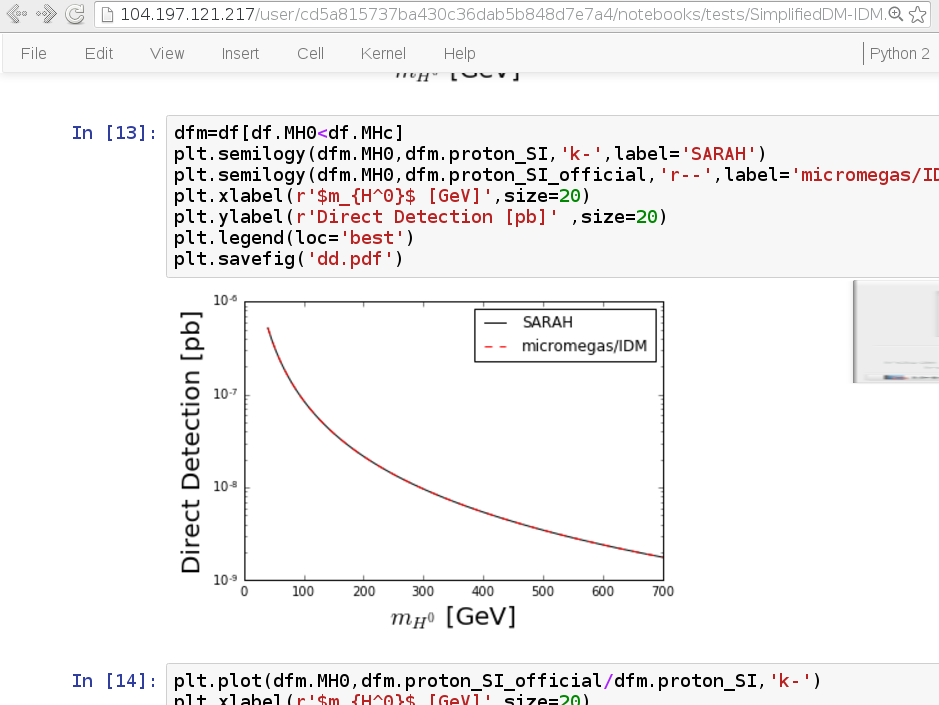 104.197.121.217/user/cd5a815737ba430c36dab5b848d7e7a4/notebooks/tests/SimplifiedDM-IDM.
File Edit View Insert Cell Kernel Help Python 2
m_{H^0} [GeV]
In [13]:
dfm=df[df.MH0<df.MHc]
plt.semilogy(dfm.MH0,dfm.proton_SI,'k-',label='SARAH')
plt.semilogy(dfm.MH0,dfm.proton_SI_official,'r--',label='micromegas/ID
plt.xlabel(r'$m_{H^0}$ [GeV]',size=20)
plt.ylabel(r'Direct Detection [pb]' ,size=20)
plt.legend(loc='best')
plt.savefig('dd.pdf')
Direct Detection [pb]
10^-6
10^-7
10^-8
10^-9
SARAH
micromegas/IDM
0 100 200 300 400 500 600 700
m_{H^0} [GeV]
In [14]:
plt.plot(dfm.MH0,dfm.proton_SI_official/dfm.proton_SI,'k-')
plt.xlabel(r'$m_{H^0}$ [GeV]',size=20)